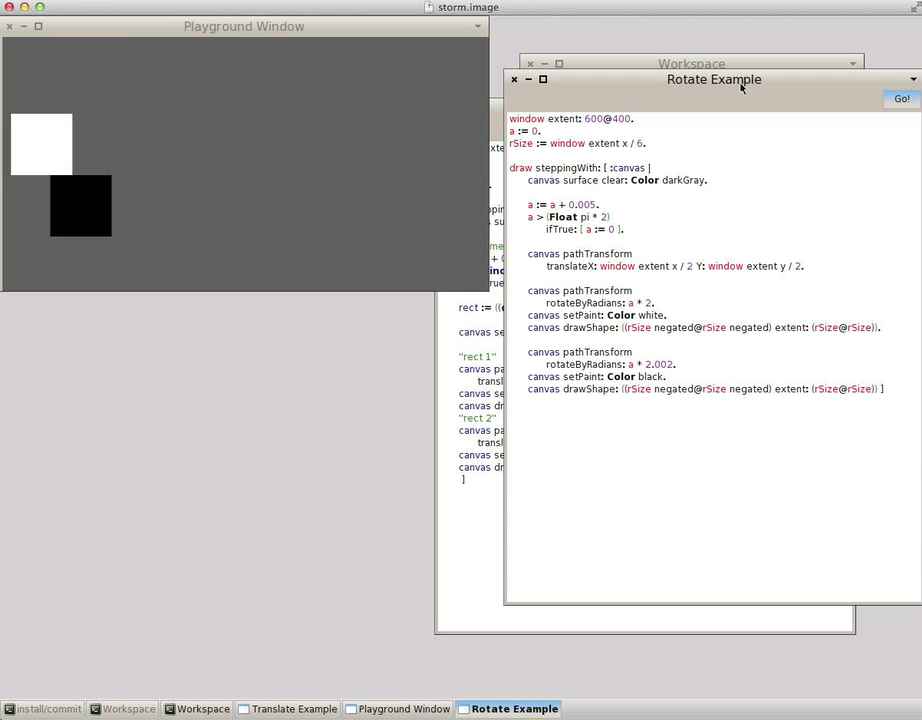 storm.image
Playground Window
Workspace
Rotate Example
Go!
window extent: 600@400.
a := 0.
rSize := window extent x / 6.
draw steppingWith: [ :canvas |
canvas surface clear: Color darkGray.
a := a + 0.005.
a > (Float pi * 2)
ifTrue: [ a := 0 ].
canvas pathTransform
translateX: window extent x / 2 Y: window extent y / 2.
canvas pathTransform
rotateByRadians: a * 2.
canvas setPaint: Color white.
canvas drawShape: ((rSize negated@rSize negated) extent: (rSize@rSize)).
canvas pathTransform
rotateByRadians: a * 2.002.
canvas setPaint: Color black.
canvas drawShape: ((rSize negated@rSize negated) extent: (rSize@rSize)) ]
rect := ((
canvas se
"rect 1"
canvas pa
transl
canvas se
canvas dr
"rect 2"
canvas pa
transl
canvas se
canvas dr
]
install/commit
Workspace
Workspace
Translate Example
Playground Window
Rotate Example